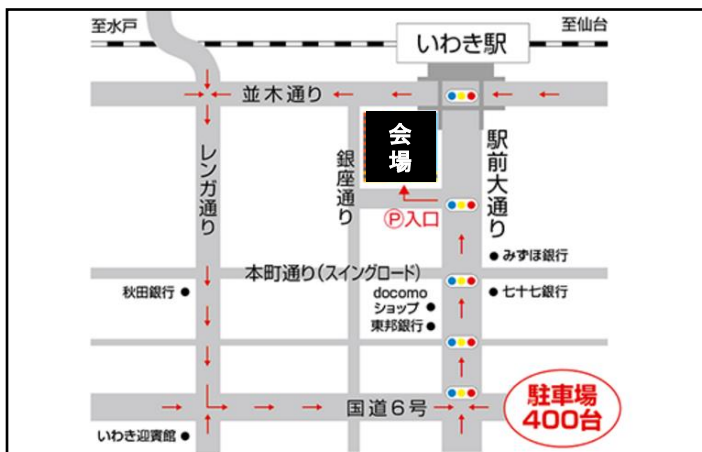 至水戸
いわき駅
至仙台
並木通り
会
場
レンガ通り
銀座通り
駅前大通り
Ⓟ入口
みずほ銀行
本町通り(スイングロード)
秋田銀行
docomo
ショップ
七十七銀行
東邦銀行
国道6号
駐車場
400台
いわき迎賓館